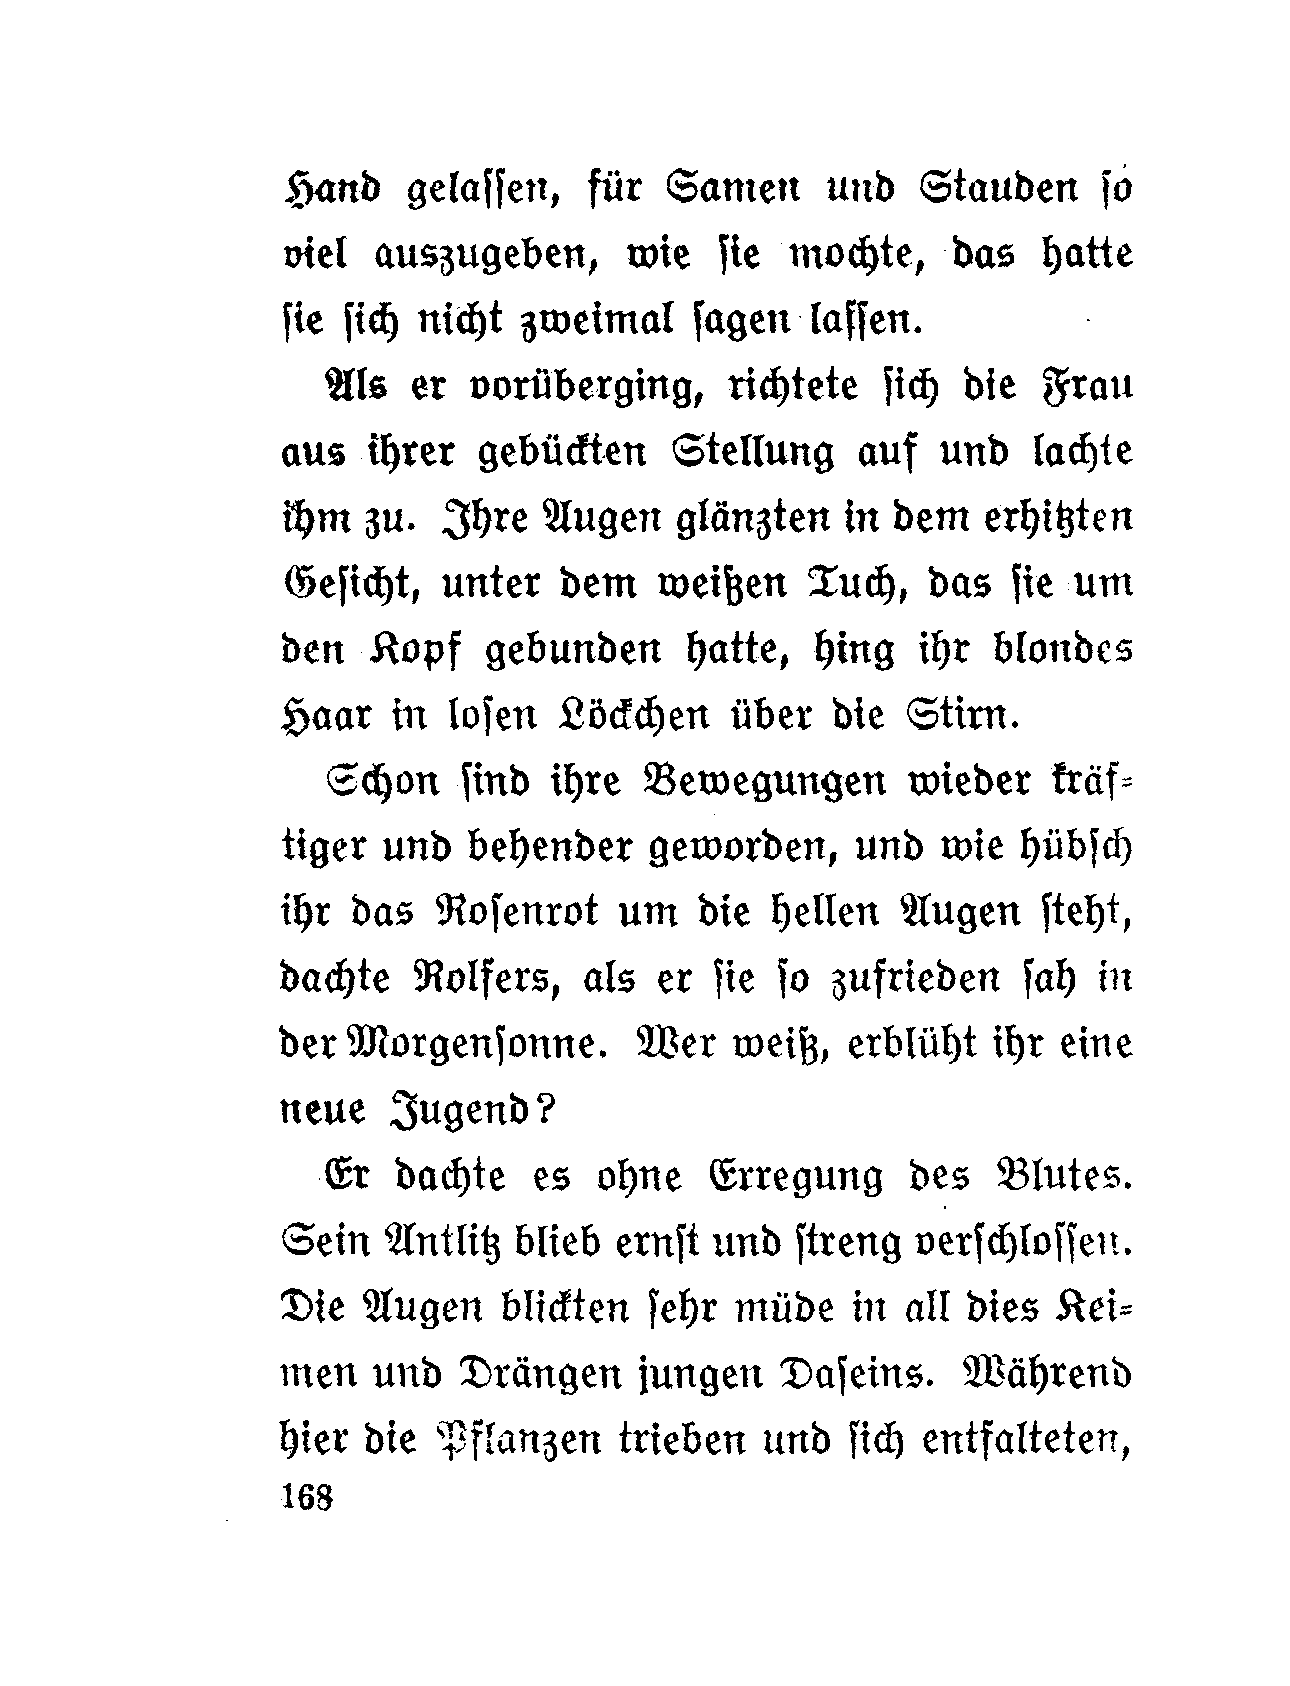 Hand gelaſſen, für Samen und Stauden ſo
viel auszugeben, wie ſie mochte, das hatte
ſie ſich nicht zweimal ſagen laſſen.
Als er vorüberging, richtete ſich die Frau
aus ihrer gebückten Stellung auf und lachte
ihm zu. Ihre Augen glänzten in dem erhitzten
Geſicht, unter dem weißen Tuch, das ſie um
den Kopf gebunden hatte, hing ihr blondes
Haar in loſen Löckchen über die Stirn.
Schon ſind ihre Bewegungen wieder kräf⸗
tiger und behender geworden, und wie hübſch
ihr das Roſenrot um die hellen Augen ſteht,
dachte Rolfers, als er ſie ſo zufrieden ſah in
der Morgenſonne. Wer weiß, erblüht ihr eine
neue Jugend?
Er dachte es ohne Erregung des Blutes.
Sein Antlitz blieb ernſt und ſtreng verſchloſſen.
Die Augen blickten ſehr müde in all dies Kei⸗
men und Drängen jungen Daſeins. Während
hier die Pflanzen trieben und ſich entfalteten,
168